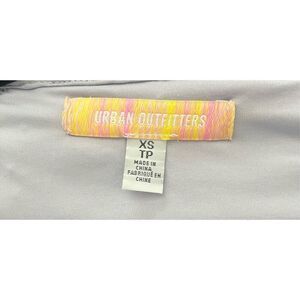 URBAN OUTFITTERS
XS
TP
MADE IN
CHINA
FABRIQUÉ EN
CHINE